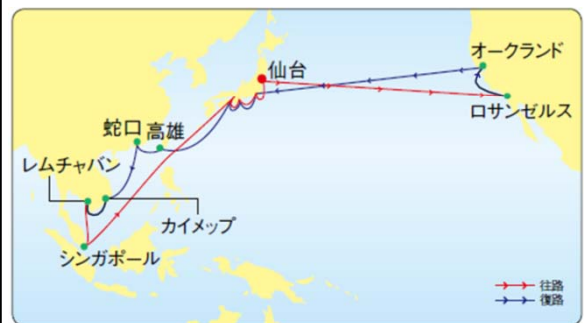 オークランド
仙台
ロサンゼルス
蛇口
高雄
レムチャバン
カイメップ
シンガポール
往路
復路